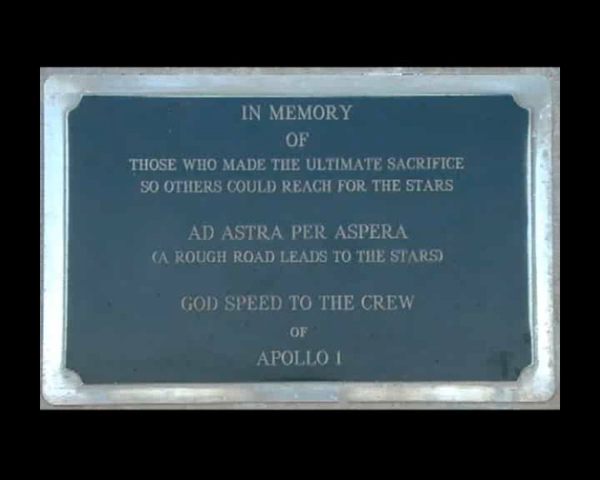 IN MEMORY
OF
THOSE WHO MADE THE ULTIMATE SACRIFICE
SO OTHERS COULD REACH FOR THE STARS
AD ASTRA PER ASPERA
(A ROUGH ROAD LEADS TO THE STARS)
GOD SPEED TO THE CREW
OF
APOLLO 1